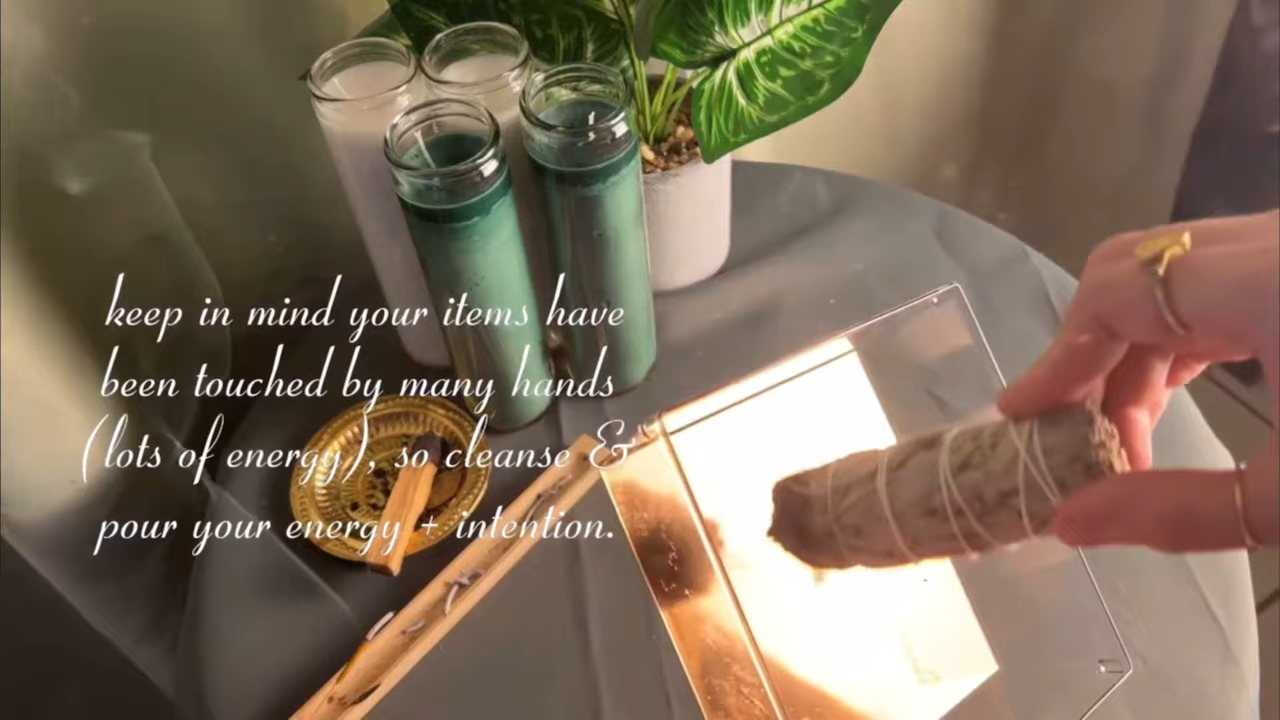 keep in mind your items have
been touched by many hands
(lots of energy), so cleanse &
pour your energy + intention.